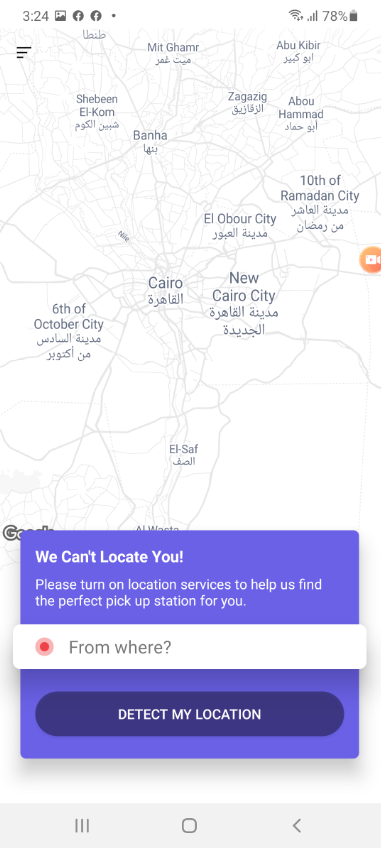 3:24
78%
طنطا
Mit Ghamr
ميت غمر
Abu Kibir
ابو كبير
Shebeen
El-Kom
شبين الكوم
Zagazig
الزقازيق
Abou
Hammad
أبو حماد
Banha
بنها
10th of
Ramadan City
مدينة العاشر
من رمضان
El Obour City
مدينة العبور
Nile
Cairo
القاهرة
New
Cairo City
مدينة القاهرة
الجديدة
6th of
October City
مدينة السادس
من أكتوبر
El-Saf
الصف
Google
Al Wasta
We Can't Locate You!
Please turn on location services to help us find
the perfect pick up station for you.
From where?
DETECT MY LOCATION